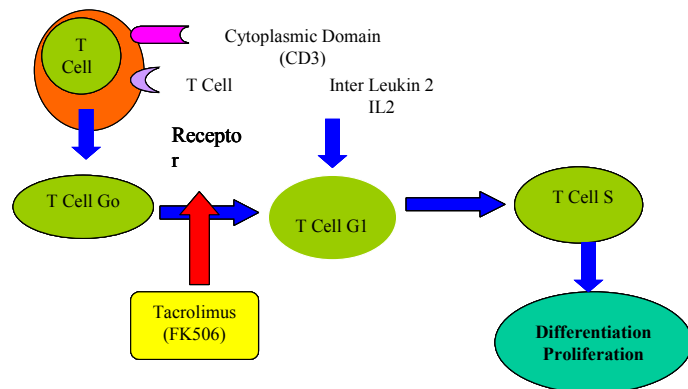 T
Cell
Cytoplasmic Domain
(CD3)
T Cell
Inter Leukin 2
IL2
Recepto
r
T Cell Go
T Cell G1
T Cell S
Tacrolimus
(FK506)
Differentiation
Proliferation